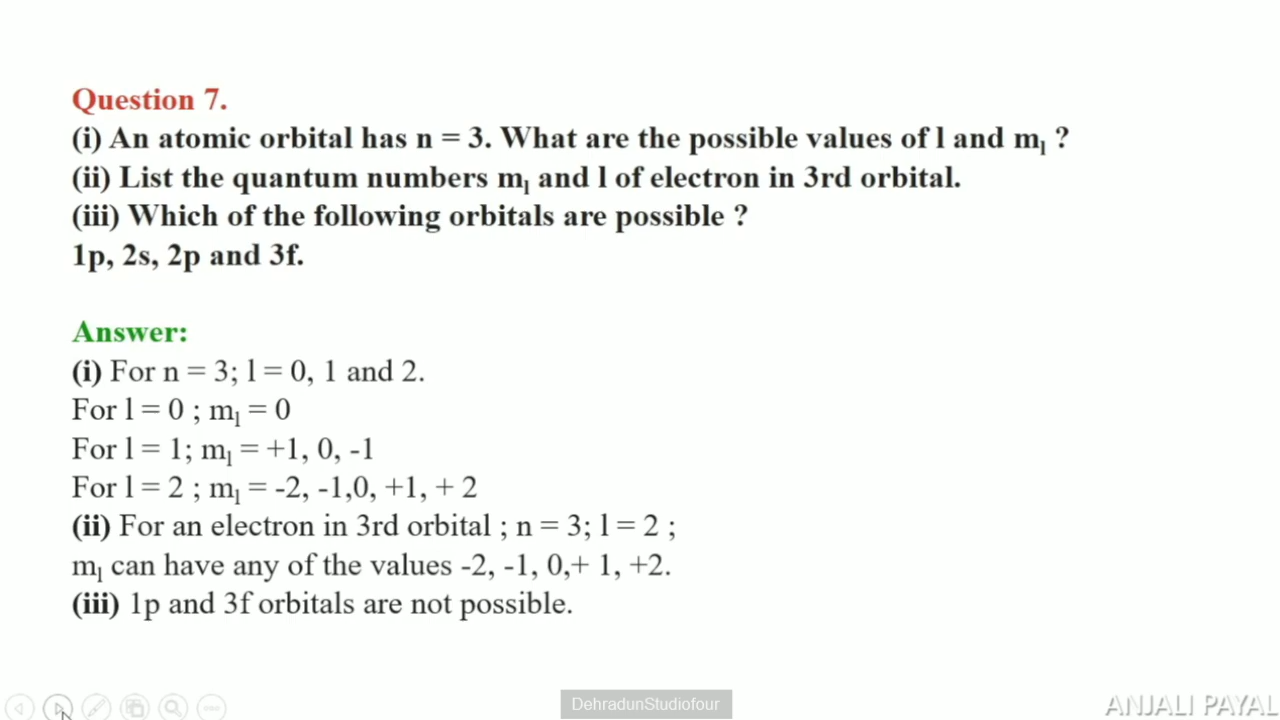 Question 7.
(i) An atomic orbital has n = 3. What are the possible values of l and mₗ ?
(ii) List the quantum numbers mₗ and l of electron in 3rd orbital.
(iii) Which of the following orbitals are possible ?
1p, 2s, 2p and 3f.
Answer:
(i) For n = 3; l = 0, 1 and 2.
For l = 0 ; mₗ = 0
For l = 1; mₗ = +1, 0, -1
For l = 2 ; mₗ = -2, -1,0, +1, + 2
(ii) For an electron in 3rd orbital ; n = 3; l = 2 ;
mₗ can have any of the values -2, -1, 0,+ 1, +2.
(iii) 1p and 3f orbitals are not possible.
DehradunStudiofour
ANJALI PAYAL